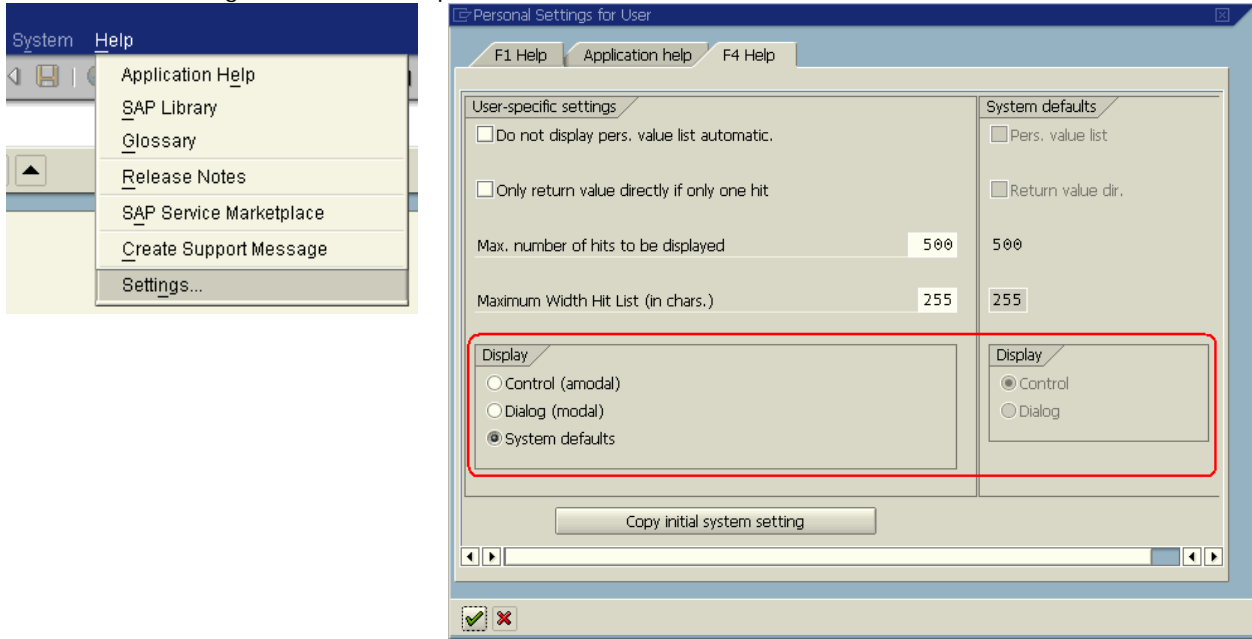 System Help
Application Help
SAP Library
Glossary
Release Notes
SAP Service Marketplace
Create Support Message
Settings...
Personal Settings for User
F1 Help Application help F4 Help
User-specific settings System defaults
Do not display pers. value list automatic. Pers. value list
Only return value directly if only one hit Return value dir.
Max. number of hits to be displayed 500 500
Maximum Width Hit List (in chars.) 255 255
Display Display
Control (amodal) Control
Dialog (modal) Dialog
System defaults
Copy initial system setting